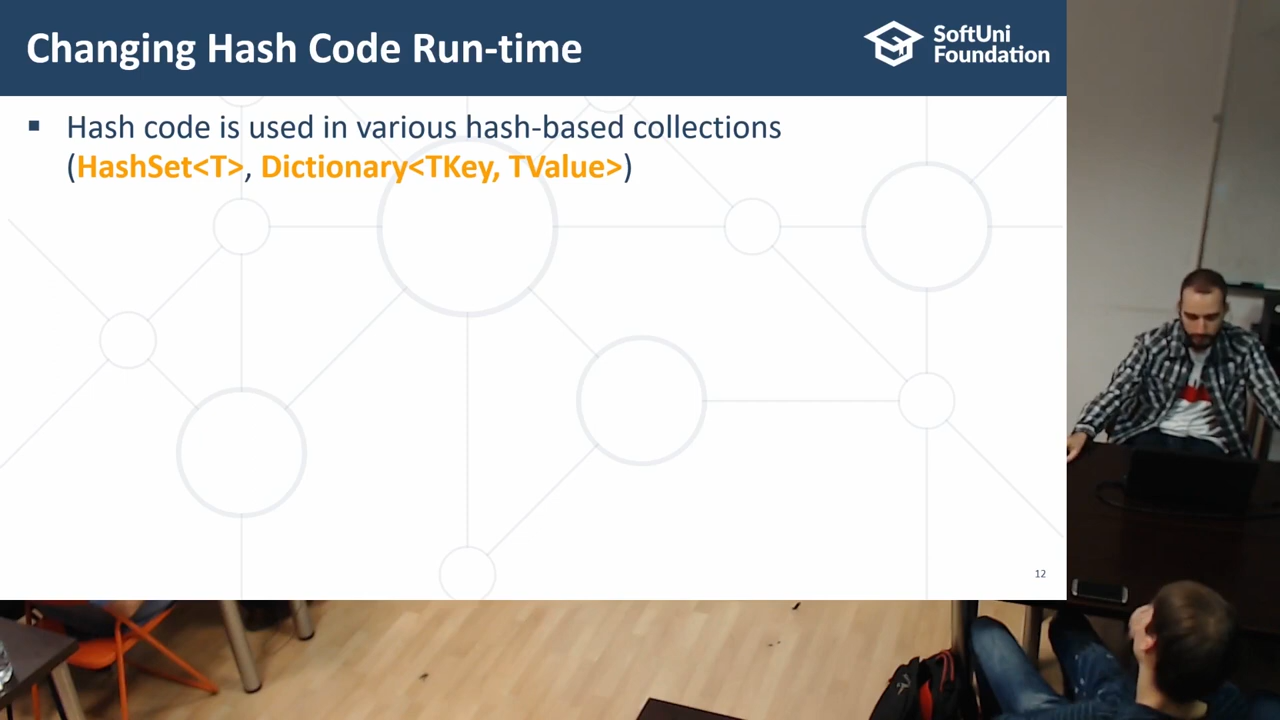 Changing Hash Code Run-time
SoftUni
Foundation
▪ Hash code is used in various hash-based collections
(HashSet<T>, Dictionary<TKey, TValue>)
12